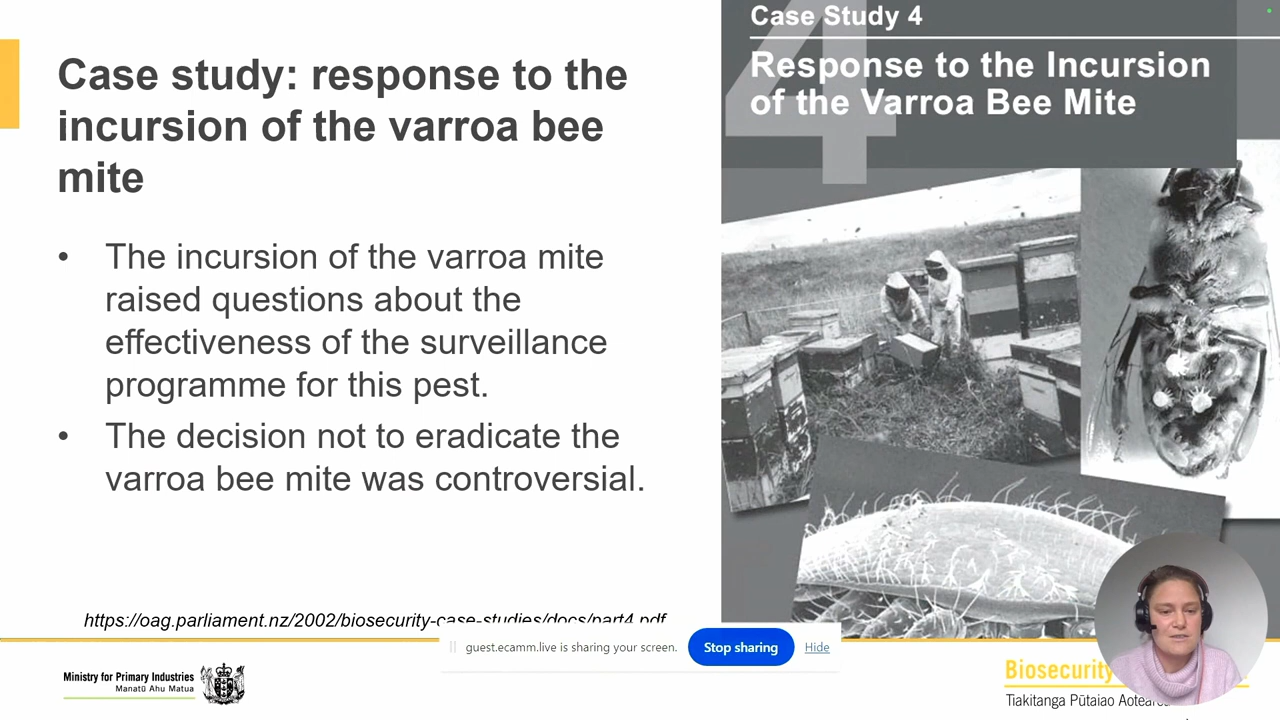 Case study: response to the
incursion of the varroa bee
mite
• The incursion of the varroa mite
raised questions about the
effectiveness of the surveillance
programme for this pest.
• The decision not to eradicate the
varroa bee mite was controversial.
https://oag.parliament.nz/2002/biosecurity-case-studies/docs/part4.pdf
4
Case Study 4
Response to the Incursion
of the Varroa Bee Mite
guest.ecamm.live is sharing your screen.
Stop sharing
Hide
Ministry for Primary Industries
Manatū Ahu Matua
Biosecurity
Tiakitanga Pūtaiao